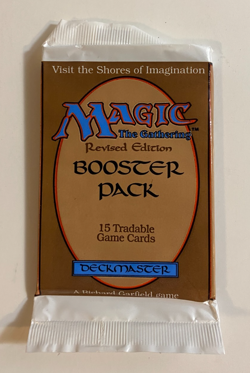 Visit the Shores of Imagination
MAGIC
The Gathering™
Revised Edition
BOOSTER
PACK
15 Tradable
Game Cards
DECKMASTER
A Richard Garfield game